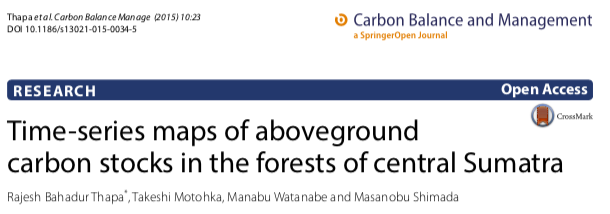 Thapa et al. Carbon Balance Manage (2015) 10:23
DOI 10.1186/s13021-015-0034-5
Carbon Balance and Management
a SpringerOpen Journal
RESEARCH
Open Access
CrossMark
Time-series maps of aboveground
carbon stocks in the forests of central Sumatra
Rajesh Bahadur Thapa*, Takeshi Motohka, Manabu Watanabe and Masanobu Shimada